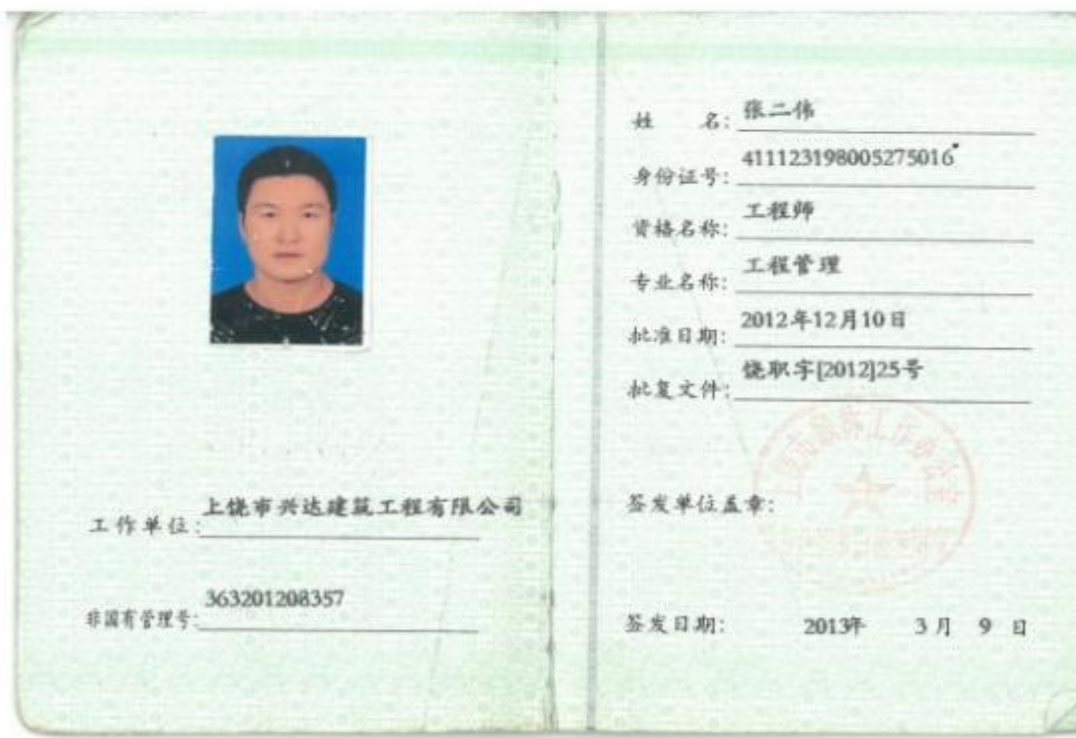 工作单位:上饶市兴达建筑工程有限公司
非国有管理号:363201208357
姓 名:张二伟
身份证号:411123198005275016
资格名称:工程师
专业名称:工程管理
批准日期:2012年12月10日
批复文件:饶职字[2012]25号
签发单位盖章:
签发日期: 2013年 3月 9 日